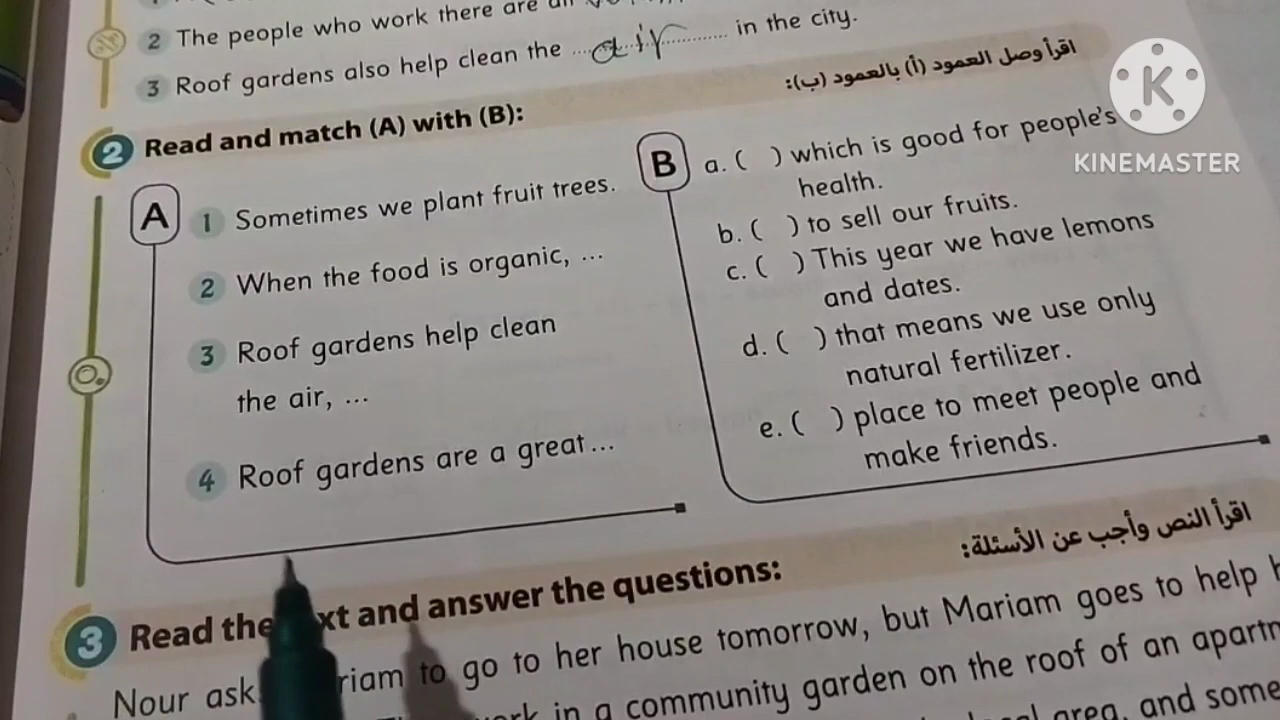 2 The people who work there are all
3 Roof gardens also help clean the ...air... in the city.
2 Read and match (A) with (B):
اقرأ وصل العمود (أ) بالعمود (ب):
A
1 Sometimes we plant fruit trees.
2 When the food is organic, ...
3 Roof gardens help clean
the air, ...
4 Roof gardens are a great...
B
a. ( ) which is good for people's
health.
b. ( ) to sell our fruits.
c. ( ) This year we have lemons
and dates.
d. ( ) that means we use only
natural fertilizer.
e. ( ) place to meet people and
make friends.
K
KINEMASTER
3 Read the text and answer the questions:
اقرأ النص وأجب عن الأسئلة:
Nour ask Mariam to go to her house tomorrow, but Mariam goes to help
work in a community garden on the roof of an
area, and some